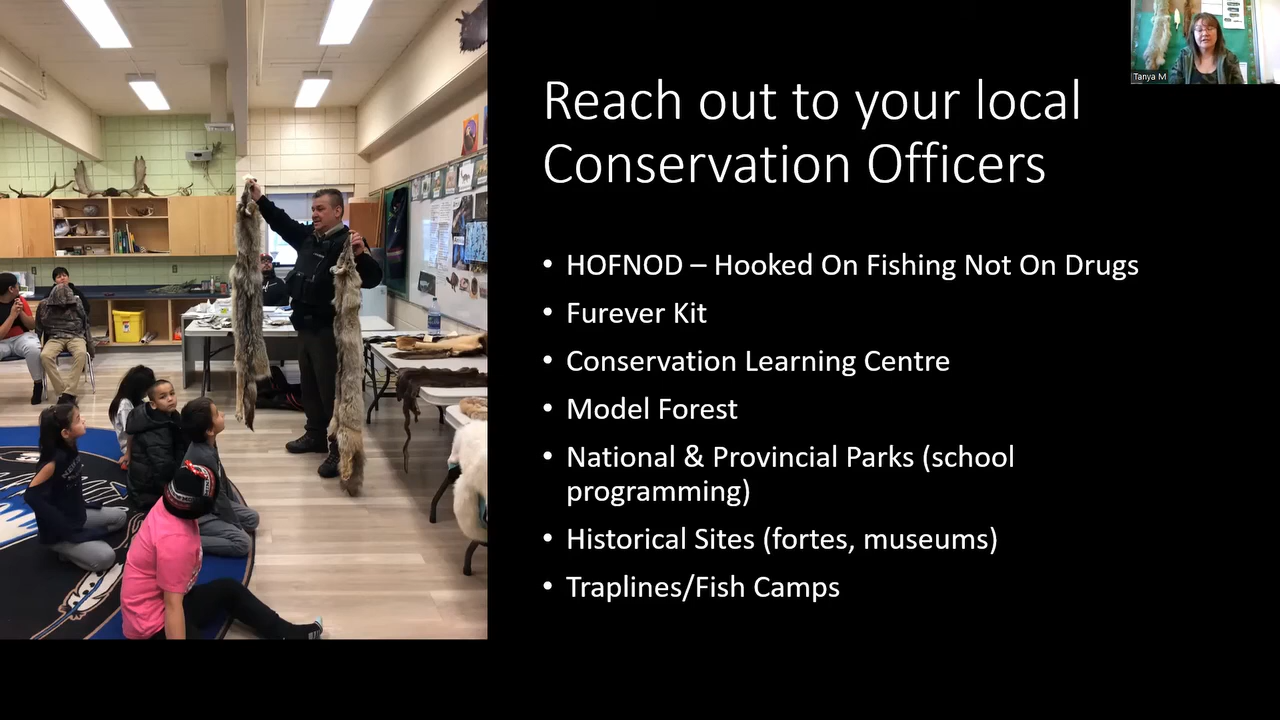 Tanya M
Reach out to your local
Conservation Officers
• HOFNOD – Hooked On Fishing Not On Drugs
• Furever Kit
• Conservation Learning Centre
• Model Forest
• National & Provincial Parks (school
programming)
• Historical Sites (fortes, museums)
• Traplines/Fish Camps